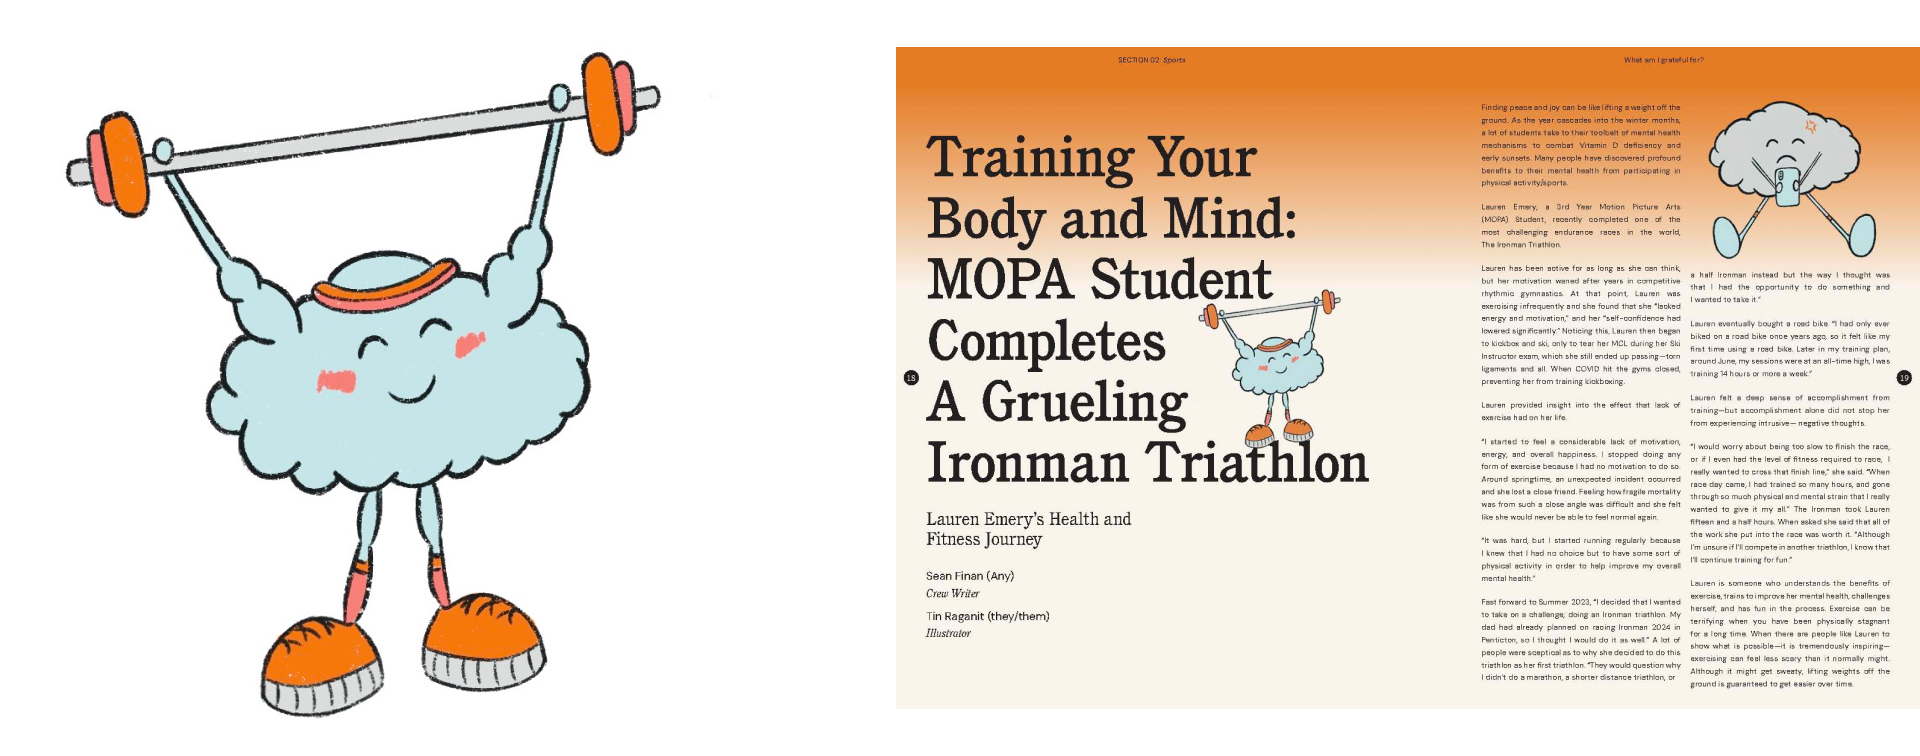 SECTION 02: Sports
What am I grateful for?
Training Your
Body and Mind:
MOPA Student
Completes
A Grueling
Ironman Triathlon
Lauren Emery's Health and
Fitness Journey
Sean Finan (Any)
Crew Writer
Tin Raganit (they/them)
Illustrator
18
Finding peace and joy can be like lifting a weight off the
ground. As the year cascades into the winter months,
a lot of students take to their toolbelt of mental health
mechanisms to combat Vitamin D deficiency and
early sunsets. Many people have discovered profound
benefits to their mental health from participating in
physical activity/sports.
Lauren Emery, a 3rd Year Motion Picture Arts
(MOPA) Student, recently completed one of the
most challenging endurance races in the world,
The Ironman Triathlon.
Lauren has been active for as long as she can think,
but her motivation waned after years in competitive
rhythmic gymnastics. At that point, Lauren was
exercising infrequently and she found that she "lacked
energy and motivation," and her "self-confidence had
lowered significantly." Noticing this, Lauren then began
to kickbox and ski, only to tear her MCL during her Ski
Instructor exam, which she still ended up passing—torn
ligaments and all. When COVID hit the gyms closed,
preventing her from training kickboxing.
Lauren provided insight into the effect that lack of
exercise had on her life.
"I started to feel a considerable lack of motivation,
energy, and overall happiness. I stopped doing any
form of exercise because I had no motivation to do so.
Around springtime, an unexpected incident occurred
and she lost a close friend. Feeling how fragile mortality
was from such a close angle was difficult and she felt
like she would never be able to feel normal again.
"It was hard, but I started running regularly because
I knew that I had no choice but to have some sort of
physical activity in order to help improve my overall
mental health."
Fast forward to Summer 2023, "I decided that I wanted
to take on a challenge; doing an Ironman triathlon. My
dad had already planned on racing Ironman 2024 in
Penticton, so I thought I would do it as well." A lot of
people were sceptical as to why she decided to do this
triathlon as her first triathlon. "They would question why
I didn't do a marathon, a shorter distance triathlon, or
a half Ironman instead but the way I thought was
that I had the opportunity to do something and
I wanted to take it."
Lauren eventually bought a road bike. "I had only ever
biked on a road bike once years ago, so it felt like my
first time using a road bike. Later in my training plan,
around June, my sessions were at an all-time high, I was
training 14 hours or more a week."
Lauren felt a deep sense of accomplishment from
training—but accomplishment alone did not stop her
from experiencing intrusive— negative thoughts.
"I would worry about being too slow to finish the race,
or if I even had the level of fitness required to race, I
really wanted to cross that finish line," she said. "When
race day came, I had trained so many hours, and gone
through so much physical and mental strain that I really
wanted to give it my all." The Ironman took Lauren
fifteen and a half hours. When asked she said that all of
the work she put into the race was worth it. "Although
I'm unsure if I'll compete in another triathlon, I know that
I'll continue training for fun."
Lauren is someone who understands the benefits of
exercise, trains to improve her mental health, challenges
herself, and has fun in the process. Exercise can be
terrifying when you have been physically stagnant
for a long time. When there are people like Lauren to
show what is possible—it is tremendously inspiring—
exercising can feel less scary than it normally might.
Although it might get sweaty, lifting weights off the
ground is guaranteed to get easier over time.
19